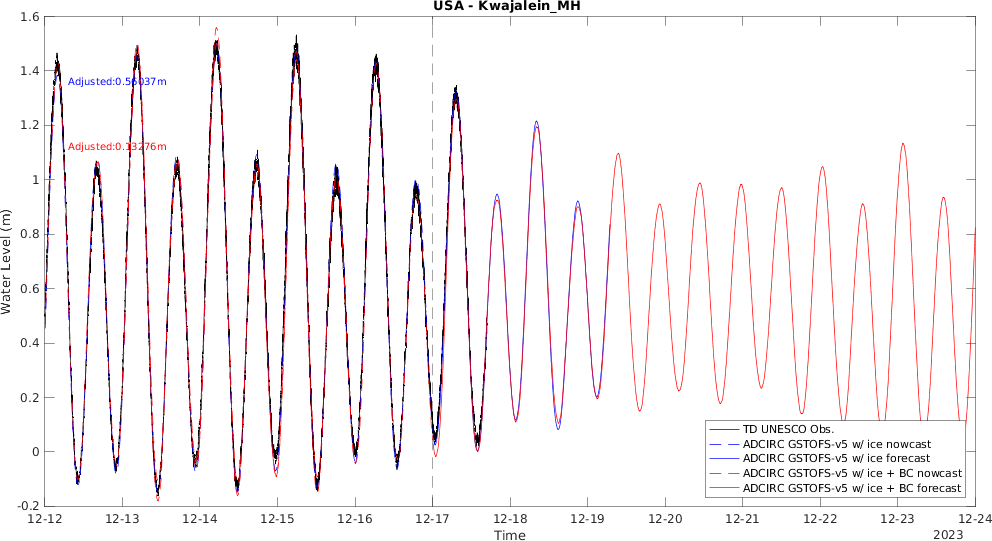 USA - Kwajalein_MH
1.6
1.4
1.2
1
0.8
0.6
0.4
0.2
0
-0.2
Water Level (m)
Adjusted:0.56037m
Adjusted:0.13276m
TD UNESCO Obs.
ADCIRC GSTOFS-v5 w/ ice nowcast
ADCIRC GSTOFS-v5 w/ ice forecast
ADCIRC GSTOFS-v5 w/ ice + BC nowcast
ADCIRC GSTOFS-v5 w/ ice + BC forecast
12-12 12-13 12-14 12-15 12-16 12-17 12-18 12-19 12-20 12-21 12-22 12-23 12-24
Time
2023